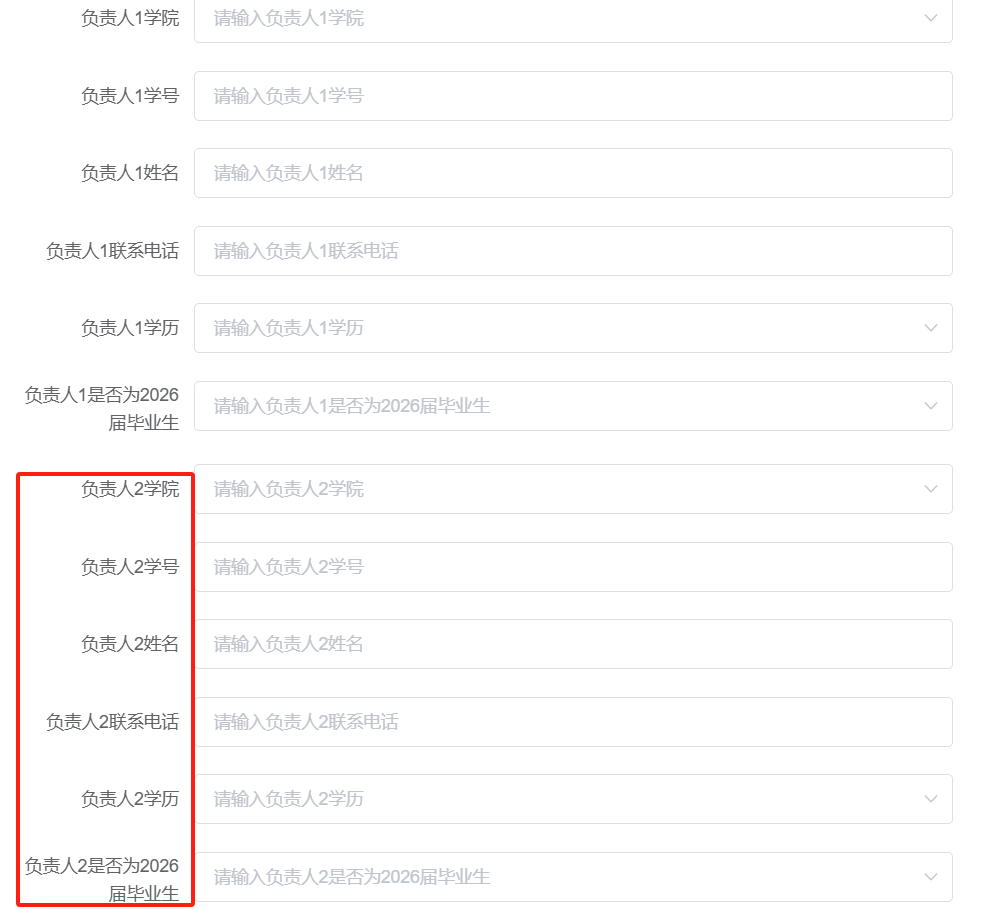 负责人1学院 请输入负责人1学院
负责人1学号 请输入负责人1学号
负责人1姓名 请输入负责人1姓名
负责人1联系电话 请输入负责人1联系电话
负责人1学历 请输入负责人1学历
负责人1是否为2026
届毕业生
请输入负责人1是否为2026届毕业生
负责人2学院 请输入负责人2学院
负责人2学号 请输入负责人2学号
负责人2姓名 请输入负责人2姓名
负责人2联系电话 请输入负责人2联系电话
负责人2学历 请输入负责人2学历
负责人2是否为2026
届毕业生
请输入负责人2是否为2026届毕业生